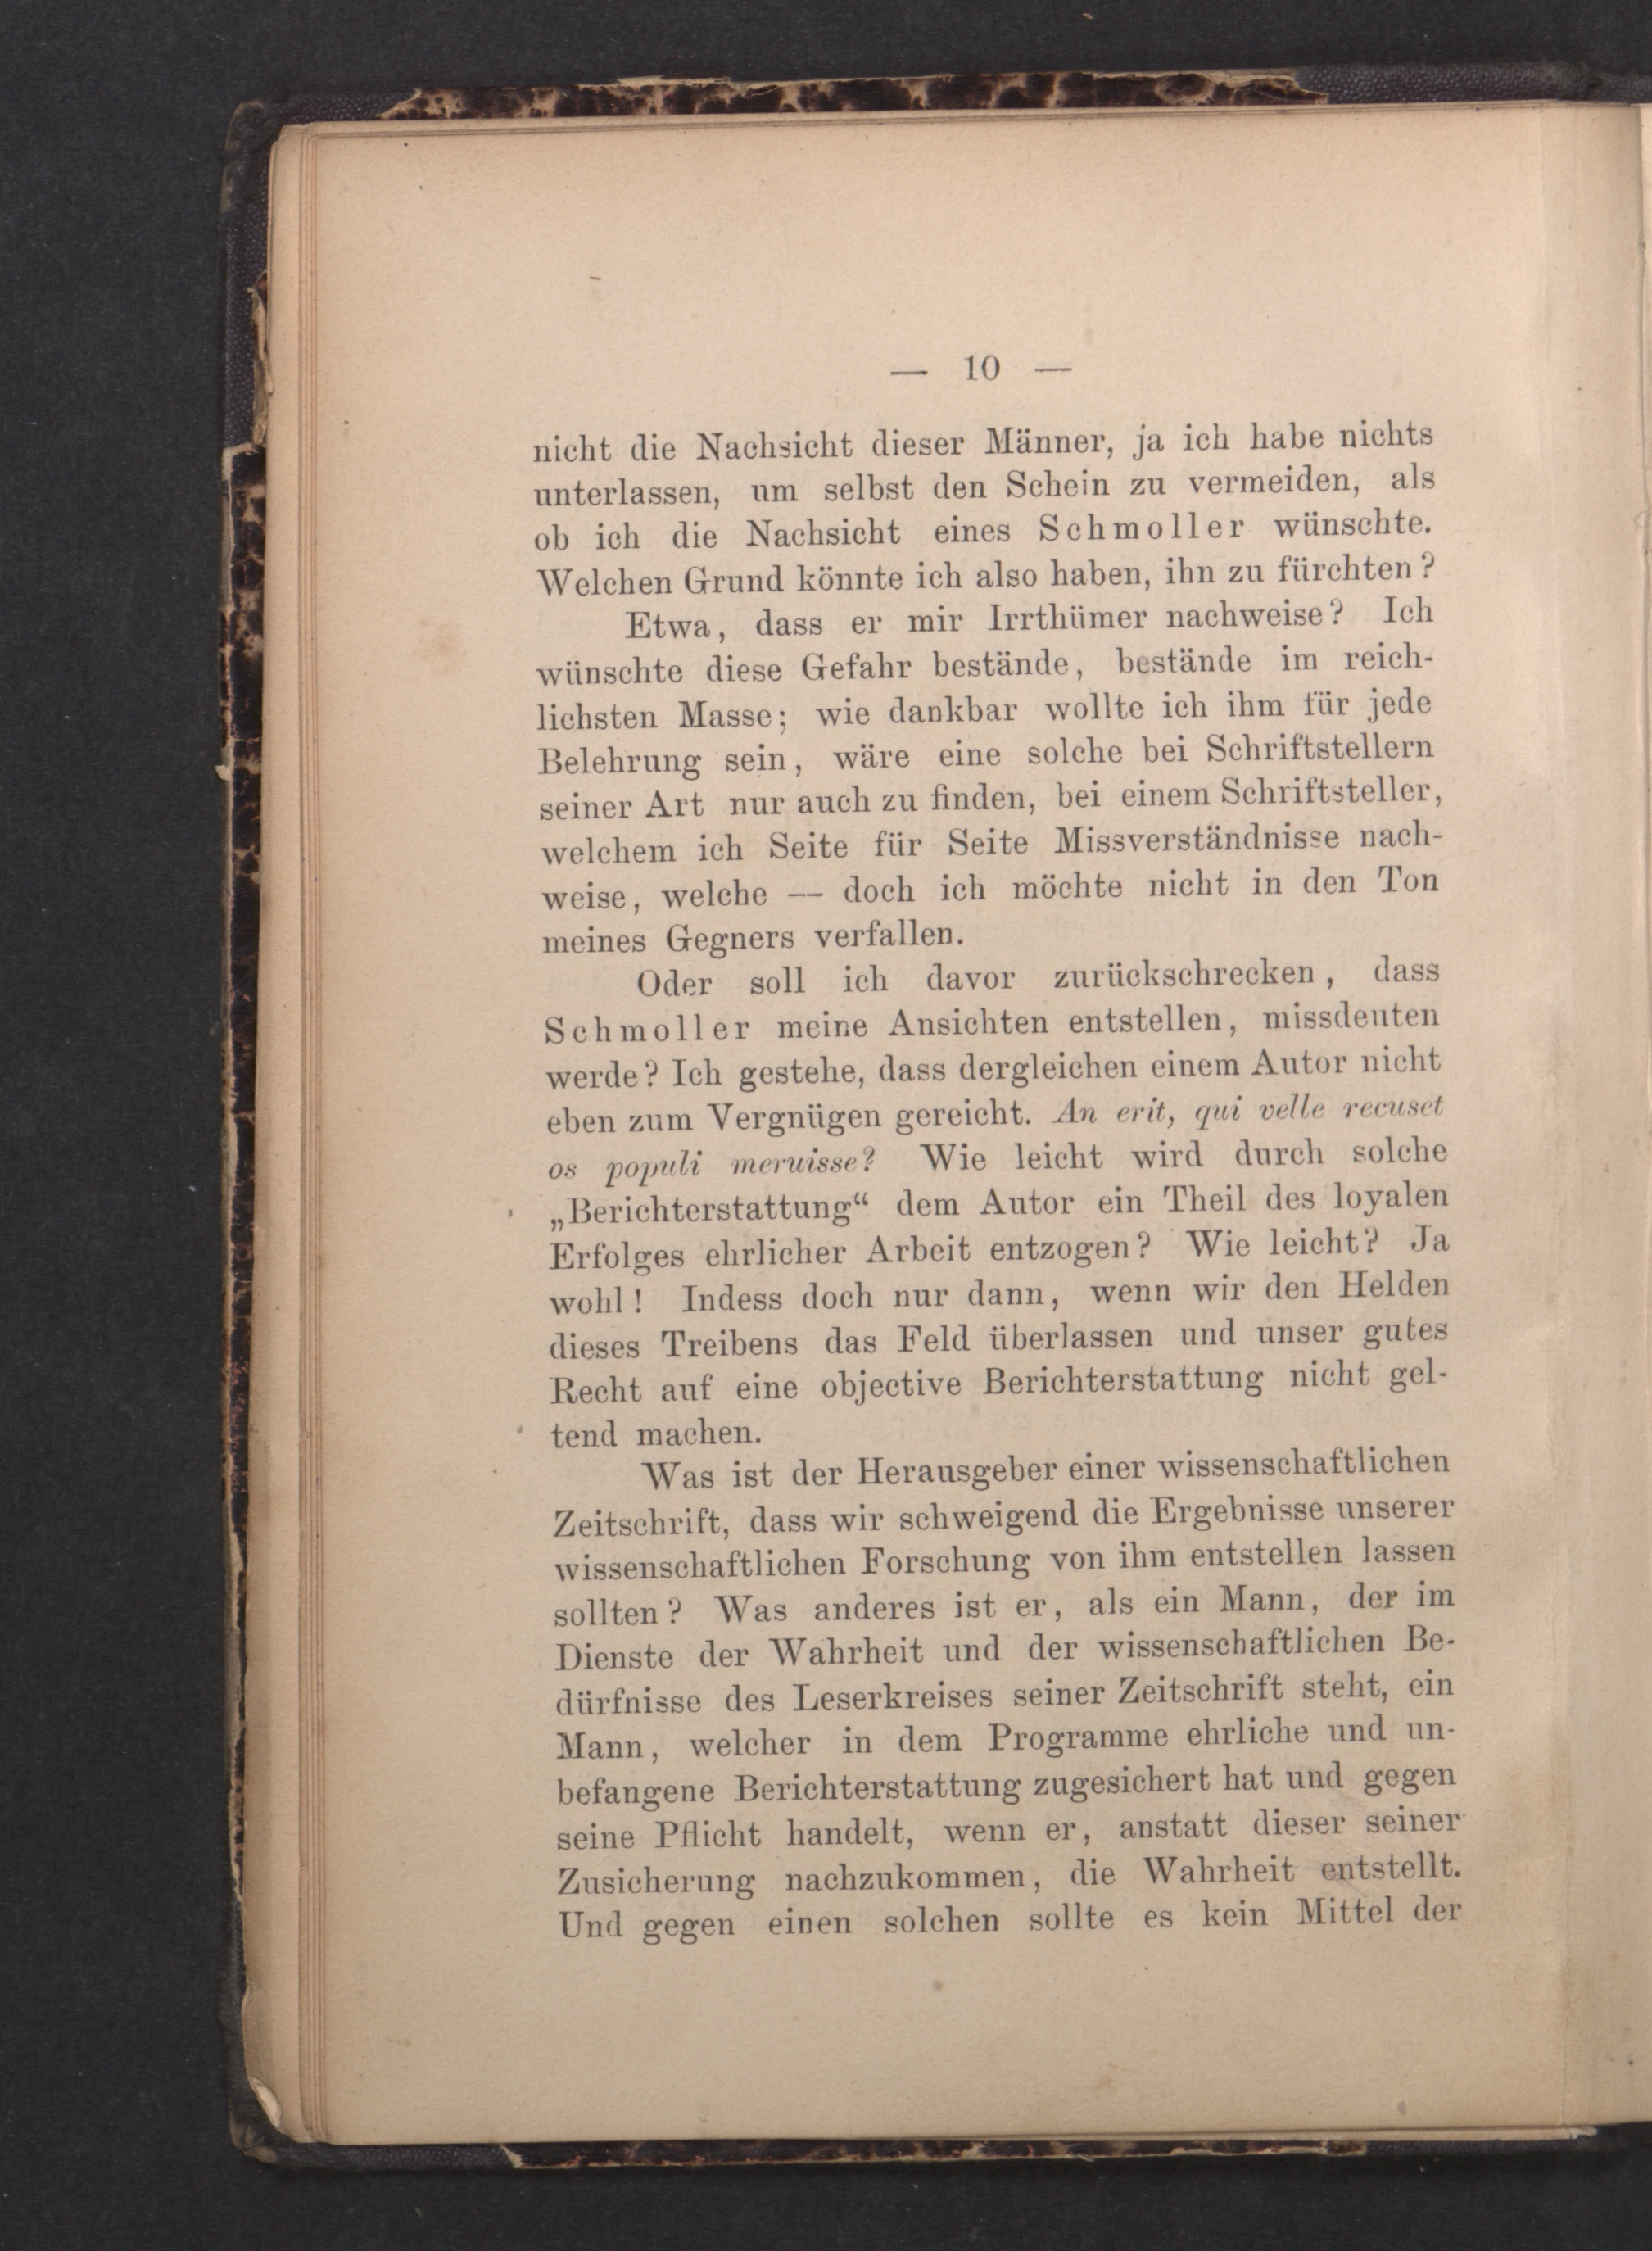 — 10 —
nicht die Nachsicht dieser Männer, ja ich habe nichts
unterlassen, um selbst den Schein zu vermeiden, als
ob ich die Nachsicht eines Schmoller wünschte.
Welchen Grund könnte ich also haben, ihn zu fürchten?
Etwa, dass er mir Irrthümer nachweise? Ich
wünschte diese Gefahr bestände, bestände im reich-
lichsten Masse; wie dankbar wollte ich ihm für jede
Belehrung sein, wäre eine solche bei Schriftstellern
seiner Art nur auch zu finden, bei einem Schriftsteller,
welchem ich Seite für Seite Missverständnisse nach-
weise, welche — doch ich möchte nicht in den Ton
meines Gegners verfallen.
Oder soll ich davor zurückschrecken, dass
Schmoller meine Ansichten entstellen, missdeuten
werde? Ich gestehe, dass dergleichen einem Autor nicht
eben zum Vergnügen gereicht. An erit, qui velle recuset
os populi meruisse? Wie leicht wird durch solche
„Berichterstattung“ dem Autor ein Theil des loyalen
Erfolges ehrlicher Arbeit entzogen? Wie leicht? Ja
wohl! Indess doch nur dann, wenn wir den Helden
dieses Treibens das Feld überlassen und unser gutes
Recht auf eine objective Berichterstattung nicht gel-
tend machen.
Was ist der Herausgeber einer wissenschaftlichen
Zeitschrift, dass wir schweigend die Ergebnisse unserer
wissenschaftlichen Forschung von ihm entstellen lassen
sollten? Was anderes ist er, als ein Mann, der im
Dienste der Wahrheit und der wissenschaftlichen Be-
dürfnisse des Leserkreises seiner Zeitschrift steht, ein
Mann, welcher in dem Programme ehrliche und un-
befangene Berichterstattung zugesichert hat und gegen
seine Pflicht handelt, wenn er, anstatt dieser seiner
Zusicherung nachzukommen, die Wahrheit entstellt.
Und gegen einen solchen sollte es kein Mittel der